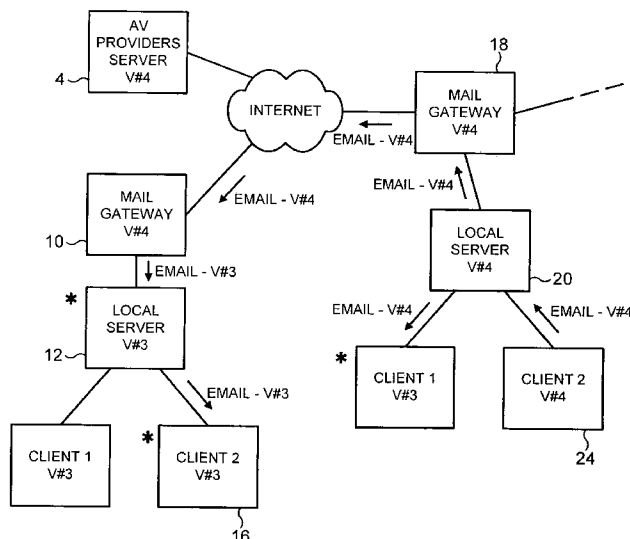 AV
PROVIDERS
SERVER
V#4
4
INTERNET
18
MAIL
GATEWAY
V#4
EMAIL - V#4
EMAIL - V#4
MAIL
GATEWAY
V#4
10
EMAIL - V#4
LOCAL
SERVER
V#4
20
EMAIL - V#3
*
LOCAL
SERVER
V#3
12
EMAIL - V#4
EMAIL - V#4
*
CLIENT 1
V#3
CLIENT 2
V#4
24
EMAIL - V#3
CLIENT 1
V#3
*
CLIENT 2
V#3
16